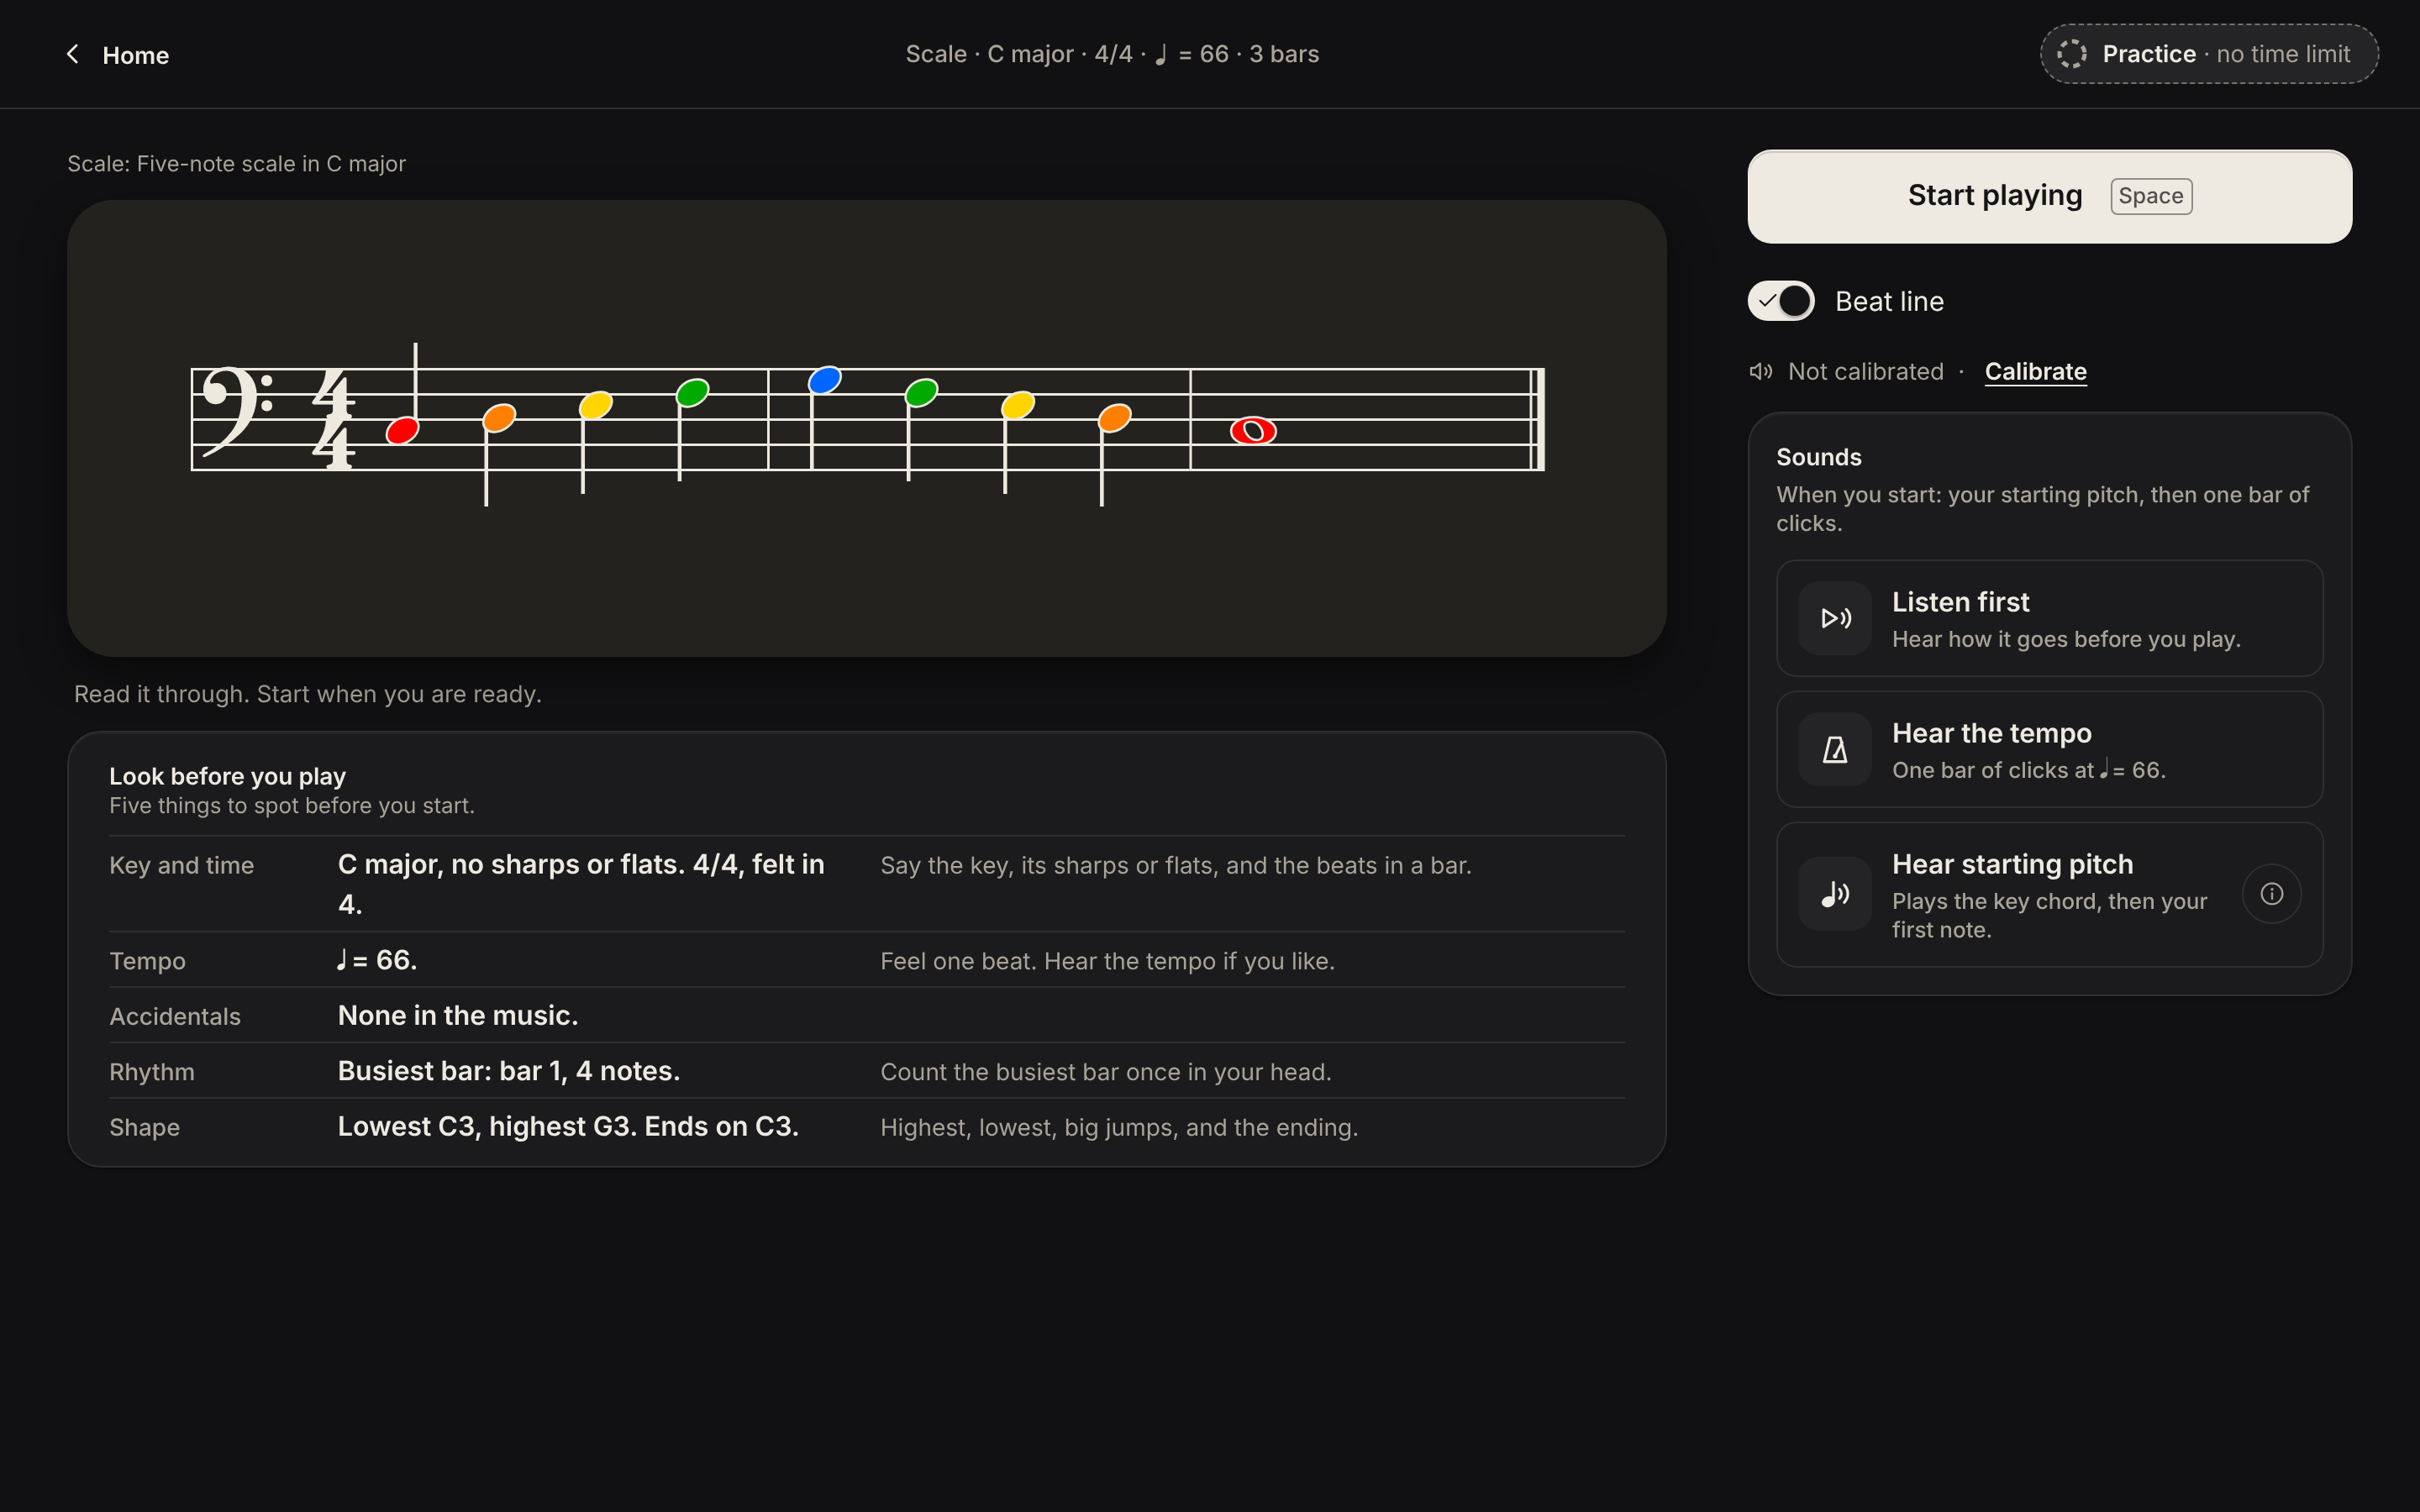 Home
Scale · C major · 4/4 · ♩ = 66 · 3 bars
Practice · no time limit
Scale: Five-note scale in C major
4
4
Read it through. Start when you are ready.
Look before you play
Five things to spot before you start.
Key and time
C major, no sharps or flats. 4/4, felt in
4.
Say the key, its sharps or flats, and the beats in a bar.
Tempo
♩ = 66.
Feel one beat. Hear the tempo if you like.
Accidentals
None in the music.
Rhythm
Busiest bar: bar 1, 4 notes.
Count the busiest bar once in your head.
Shape
Lowest C3, highest G3. Ends on C3.
Highest, lowest, big jumps, and the ending.
Start playing
Space
Beat line
Not calibrated ·
Calibrate
Sounds
When you start: your starting pitch, then one bar of
clicks.
Listen first
Hear how it goes before you play.
Hear the tempo
One bar of clicks at ♩ = 66.
Hear starting pitch
Plays the key chord, then your
first note.